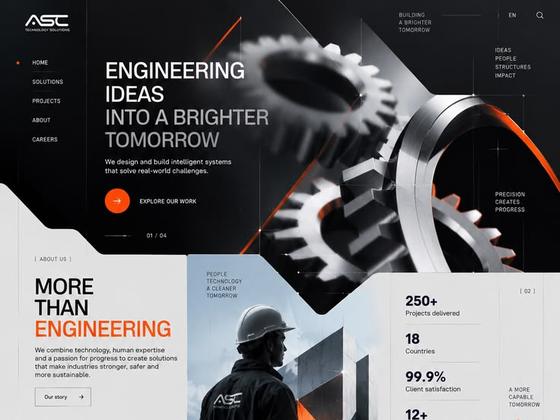 ASC
TECHNOLOGY SOLUTIONS
BUILDING
A BRIGHTER
TOMORROW
EN
HOME
SOLUTIONS
PROJECTS
ABOUT
CAREERS
ENGINEERING
IDEAS
INTO A BRIGHTER
TOMORROW
We design and build intelligent systems
that solve real-world challenges.
EXPLORE OUR WORK
01 / 04
IDEAS
PEOPLE
STRUCTURES
IMPACT
PRECISION
CREATES
PROGRESS
[ ABOUT US ]
MORE
THAN
ENGINEERING
We combine technology, human expertise
and a passion for progress to create solutions
that make industries stronger, safer and
more sustainable.
Our story →
PEOPLE
TECHNOLOGY
A CLEANER
TOMORROW
ASC
[ 02 ]
250+
Projects delivered
18
Countries
99.9%
Client satisfaction
12+
A MORE
CAPABLE
TOMORROW